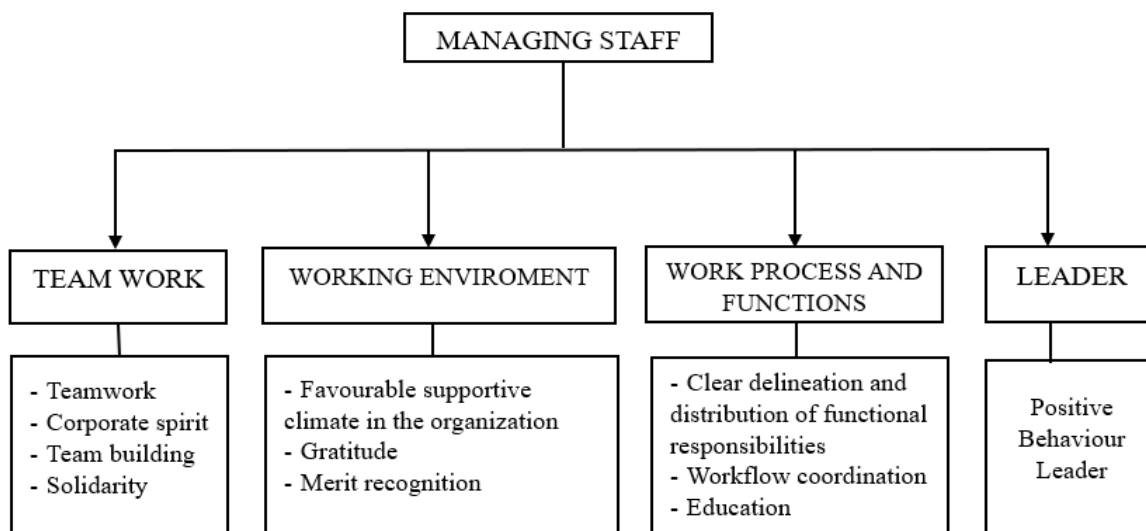 MANAGING STAFF
TEAM WORK
WORKING ENVIROMENT
WORK PROCESS AND
FUNCTIONS
LEADER
- Teamwork
- Corporate spirit
- Team building
- Solidarity
- Favourable supportive
climate in the organization
- Gratitude
- Merit recognition
- Clear delineation and
distribution of functional
responsibilities
- Workflow coordination
- Education
Positive
Behaviour
Leader